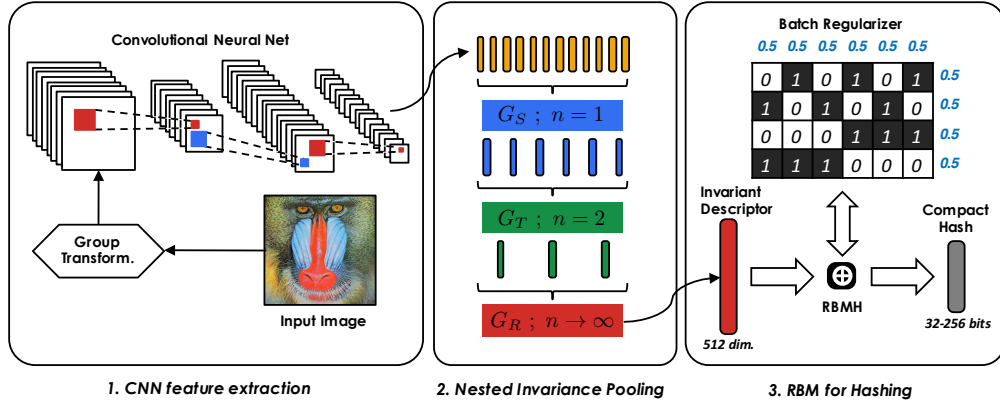 Convolutional Neural Net
Group
Transform.
Input Image
1. CNN feature extraction
G_S ; n = 1
G_T ; n = 2
G_R ; n → ∞
2. Nested Invariance Pooling
Batch Regularizer
0.5 0.5 0.5 0.5 0.5 0.5
0 1 0 1 0 1 0.5
1 0 1 0 1 0 0.5
0 0 0 1 1 1 0.5
1 1 1 0 0 0 0.5
Invariant
Descriptor
512 dim.
RBMH
Compact
Hash
32-256 bits
3. RBM for Hashing